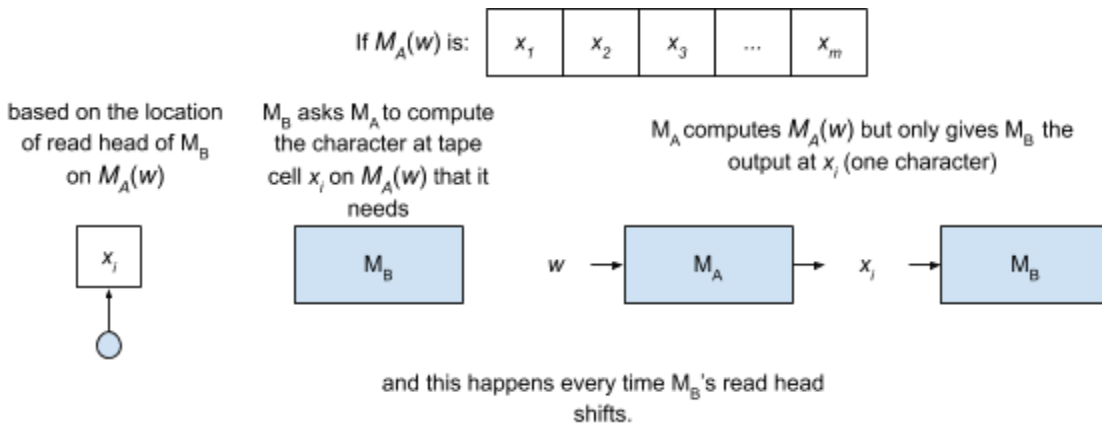 If M_A(w) is: x_1 x_2 x_3 ... x_m
based on the location
of read head of M_B
on M_A(w)
M_B asks M_A to compute
the character at tape
cell x_i on M_A(w) that it
needs
M_A computes M_A(w) but only gives M_B the
output at x_i (one character)
x_i
M_B
w M_A x_i M_B
and this happens every time M_B's read head
shifts.